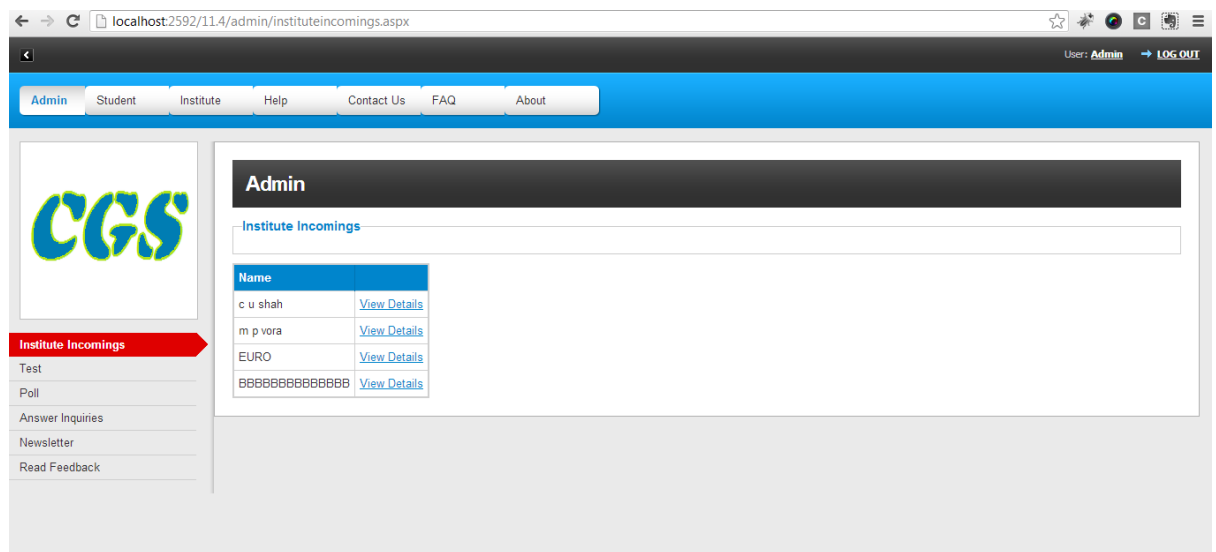 localhost:2592/11.4/admin/instituteincomings.aspx
User: Admin LOG OUT
Admin Student Institute Help Contact Us FAQ About
CGS
Institute Incomings
Test
Poll
Answer Inquiries
Newsletter
Read Feedback
Admin
Institute Incomings
Name
c u shah View Details
m p vora View Details
EURO View Details
BBBBBBBBBBBBBB View Details